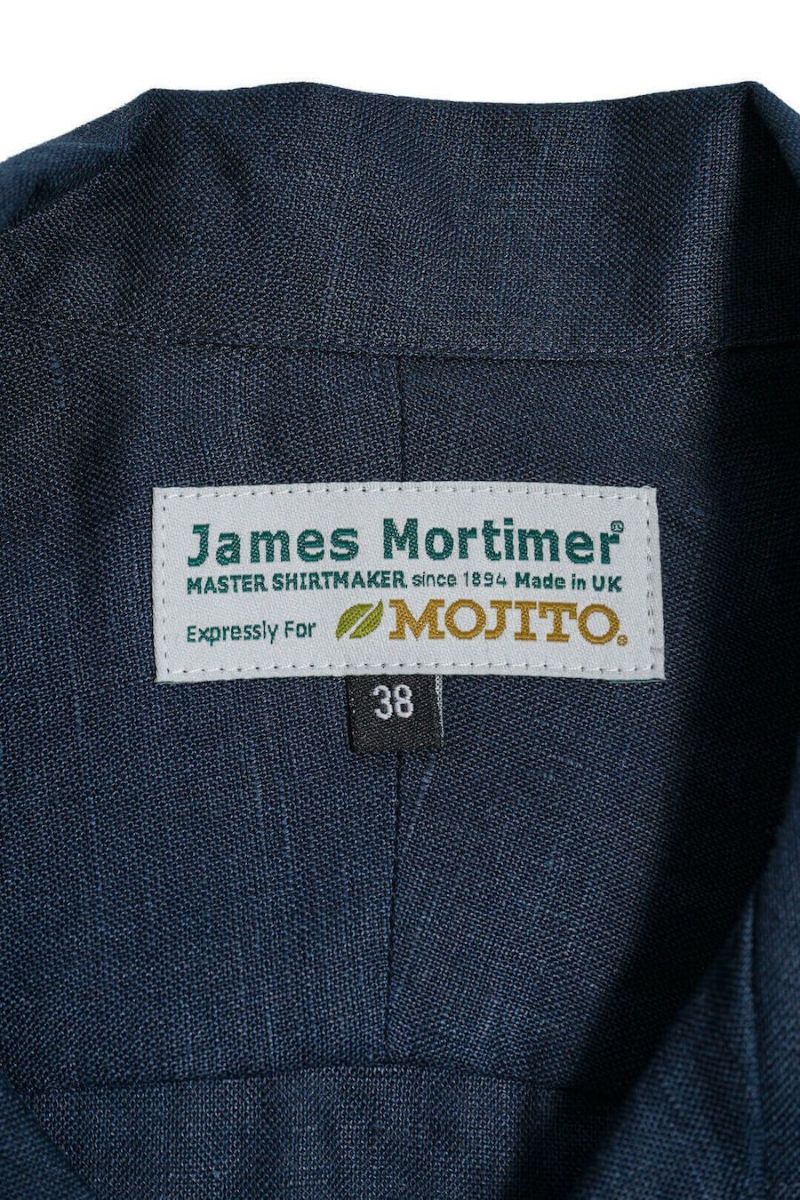 James Mortimer®
MASTER SHIRTMAKER since 1894 Made in UK
Expressly For MOJITO®
38